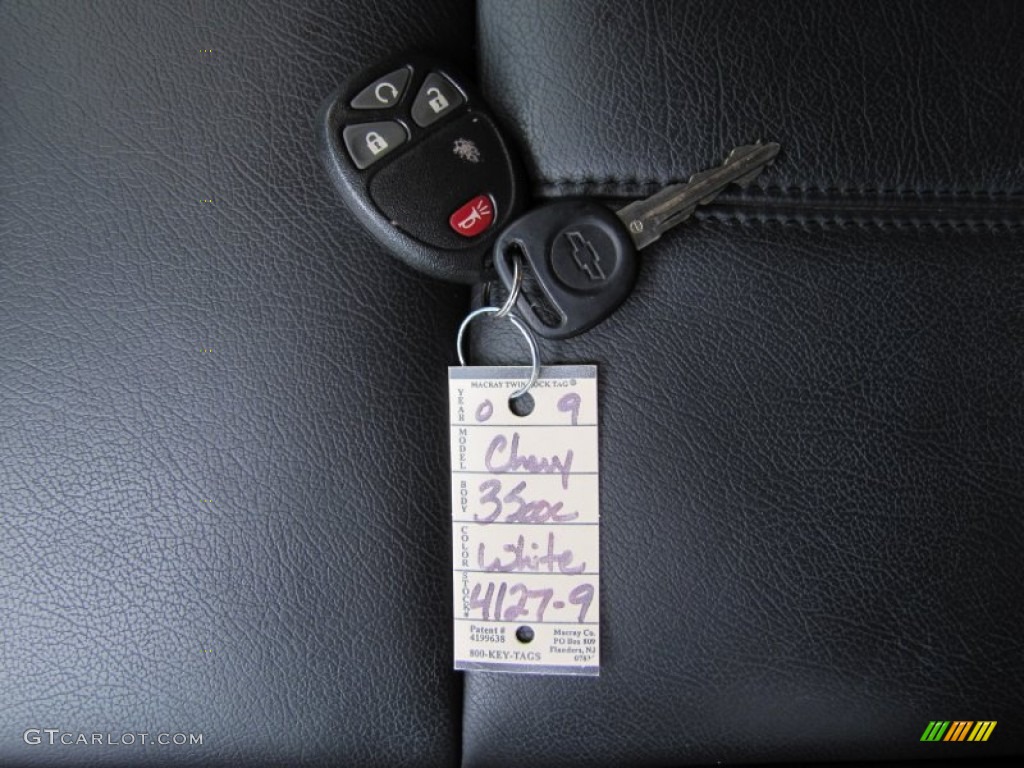 MACRAY TWIN LOCK TAG
YEAR 0 9
MODEL Chevy
BODY 3500c
COLOR White
STOCK# 4127-9
Patent # 4199638
800-KEY-TAGS
Macray Co.
PO Box 809
Flanders, NJ
GTCARLOT.COM